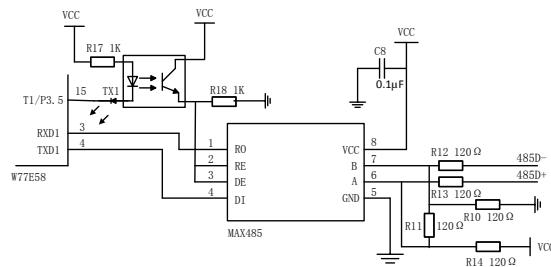 VCC
VCC
VCC
R17 1K
C8
0.1μF
T1/P3.5
15
TX1
R18 1K
RXD1
3
TXD1
4
W77E58
1
RO
2
RE
3
DE
4
DI
VCC
8
B
7
A
6
GND
5
MAX485
R12 120Ω
485D-
485D+
R13 120Ω
R10 120Ω
R11
120Ω
R14 120Ω
VCC